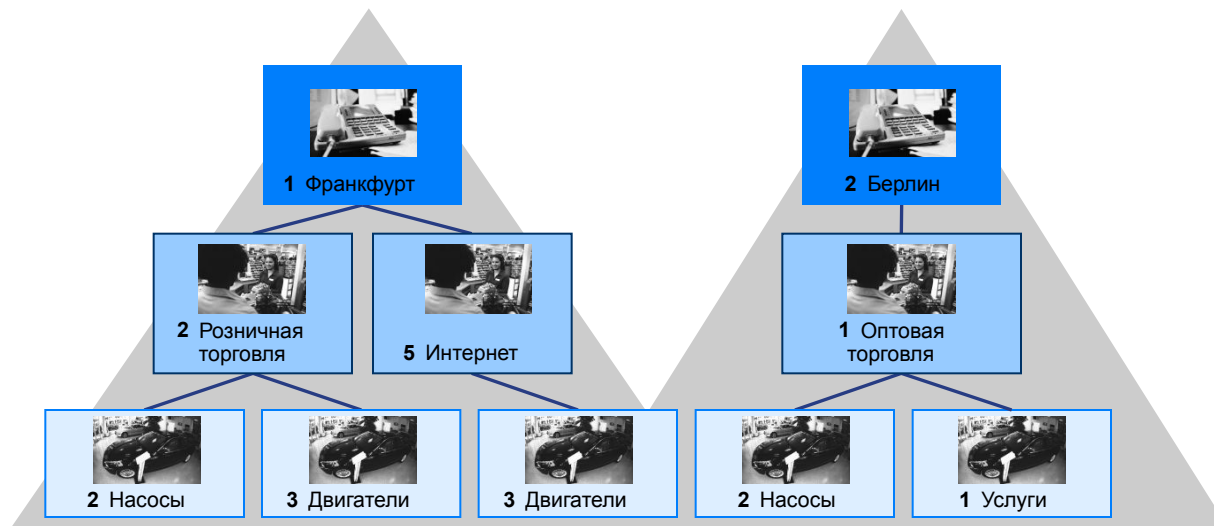 1 Франкфурт
2 Берлин
2 Розничная
торговля
5 Интернет
1 Оптовая
торговля
2 Насосы
3 Двигатели
3 Двигатели
2 Насосы
1 Услуги